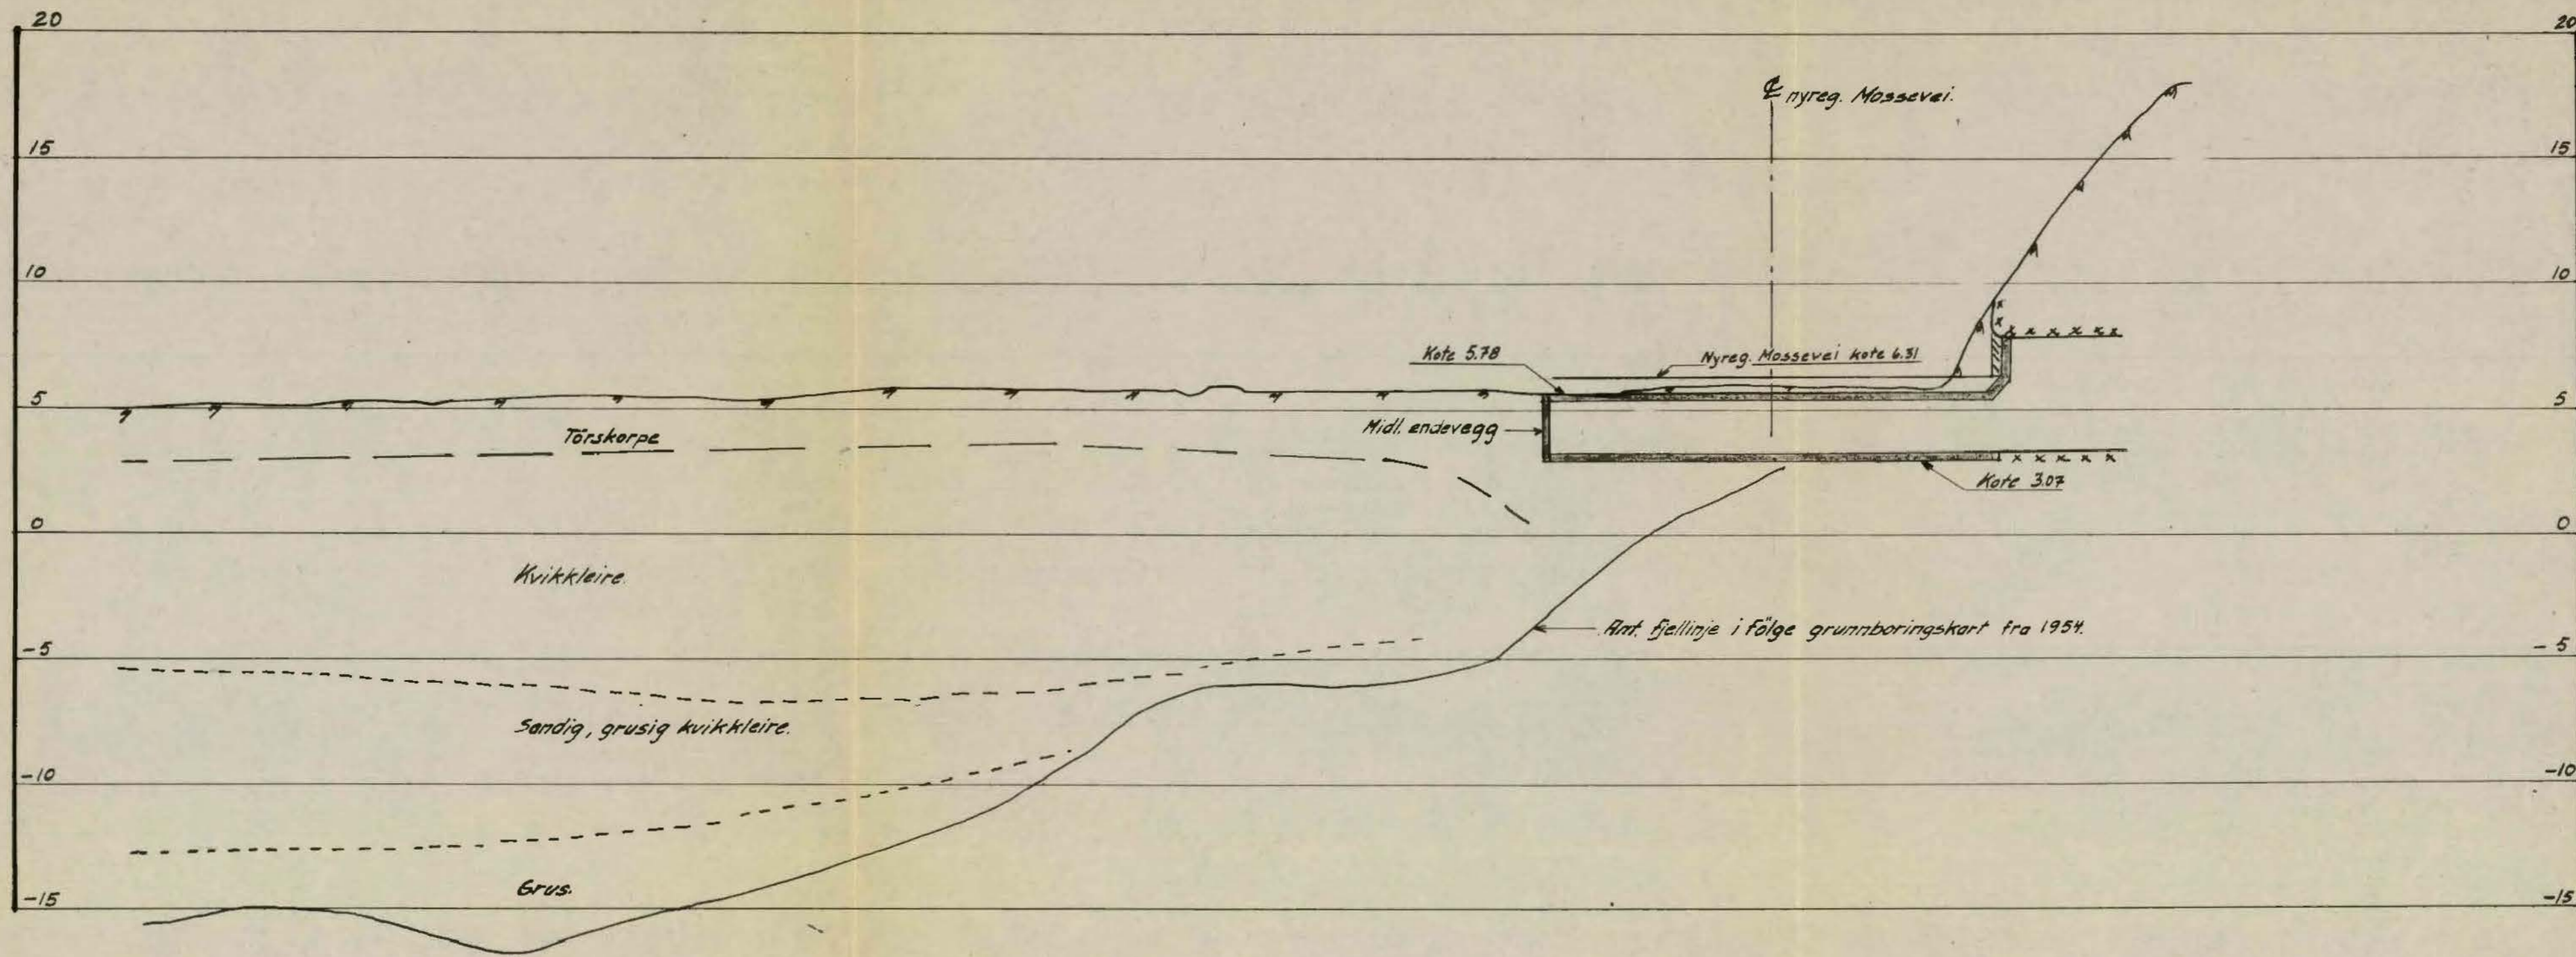 20
20
℄ nyreg. Mossevei.
15
15
10
10
Kote 5.78
Nyreg. Mossevei kote 6.31
5
5
Törskorpe
Midl. endevegg
Kote 3.07
0
0
Kvikkleire.
Ant. fjellinje i følge grunnboringskart fra 1954.
-5
-5
Sandig, grusig kvikkleire.
-10
-10
Grus.
-15
-15